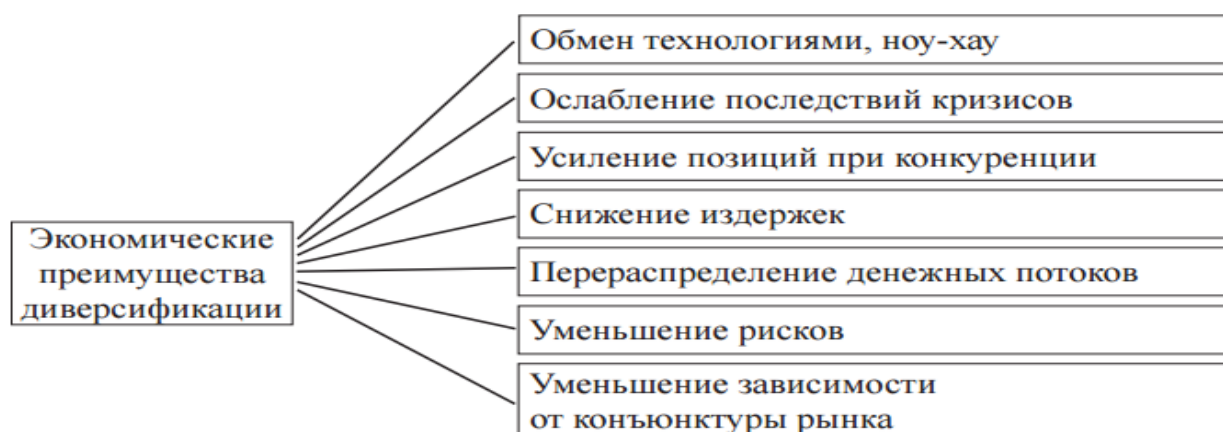 Экономические
преимущества
диверсификации
Обмен технологиями, ноу-хау
Ослабление последствий кризисов
Усиление позиций при конкуренции
Снижение издержек
Перераспределение денежных потоков
Уменьшение рисков
Уменьшение зависимости
от конъюнктуры рынка